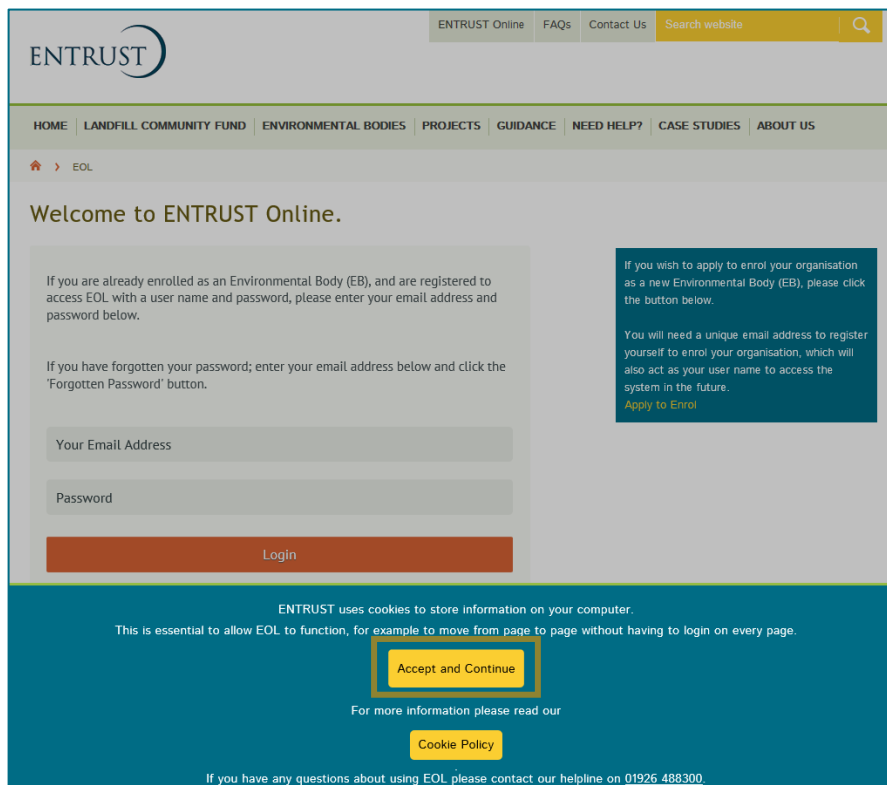 ENTRUST Online FAQs Contact Us Search website
ENTRUST
HOME LANDFILL COMMUNITY FUND ENVIRONMENTAL BODIES PROJECTS GUIDANCE NEED HELP? CASE STUDIES ABOUT US
EOL
Welcome to ENTRUST Online.
If you are already enrolled as an Environmental Body (EB), and are registered to
access EOL with a user name and password, please enter your email address and
password below.
If you have forgotten your password; enter your email address below and click the
'Forgotten Password' button.
Your Email Address
Password
Login
If you wish to apply to enrol your organisation
as a new Environmental Body (EB), please click
the button below.
You will need a unique email address to register
yourself to enrol your organisation, which will
also act as your user name to access the
system in the future.
Apply to Enrol
ENTRUST uses cookies to store information on your computer.
This is essential to allow EOL to function, for example to move from page to page without having to login on every page.
Accept and Continue
For more information please read our
Cookie Policy
If you have any questions about using EOL please contact our helpline on 01926 488300.